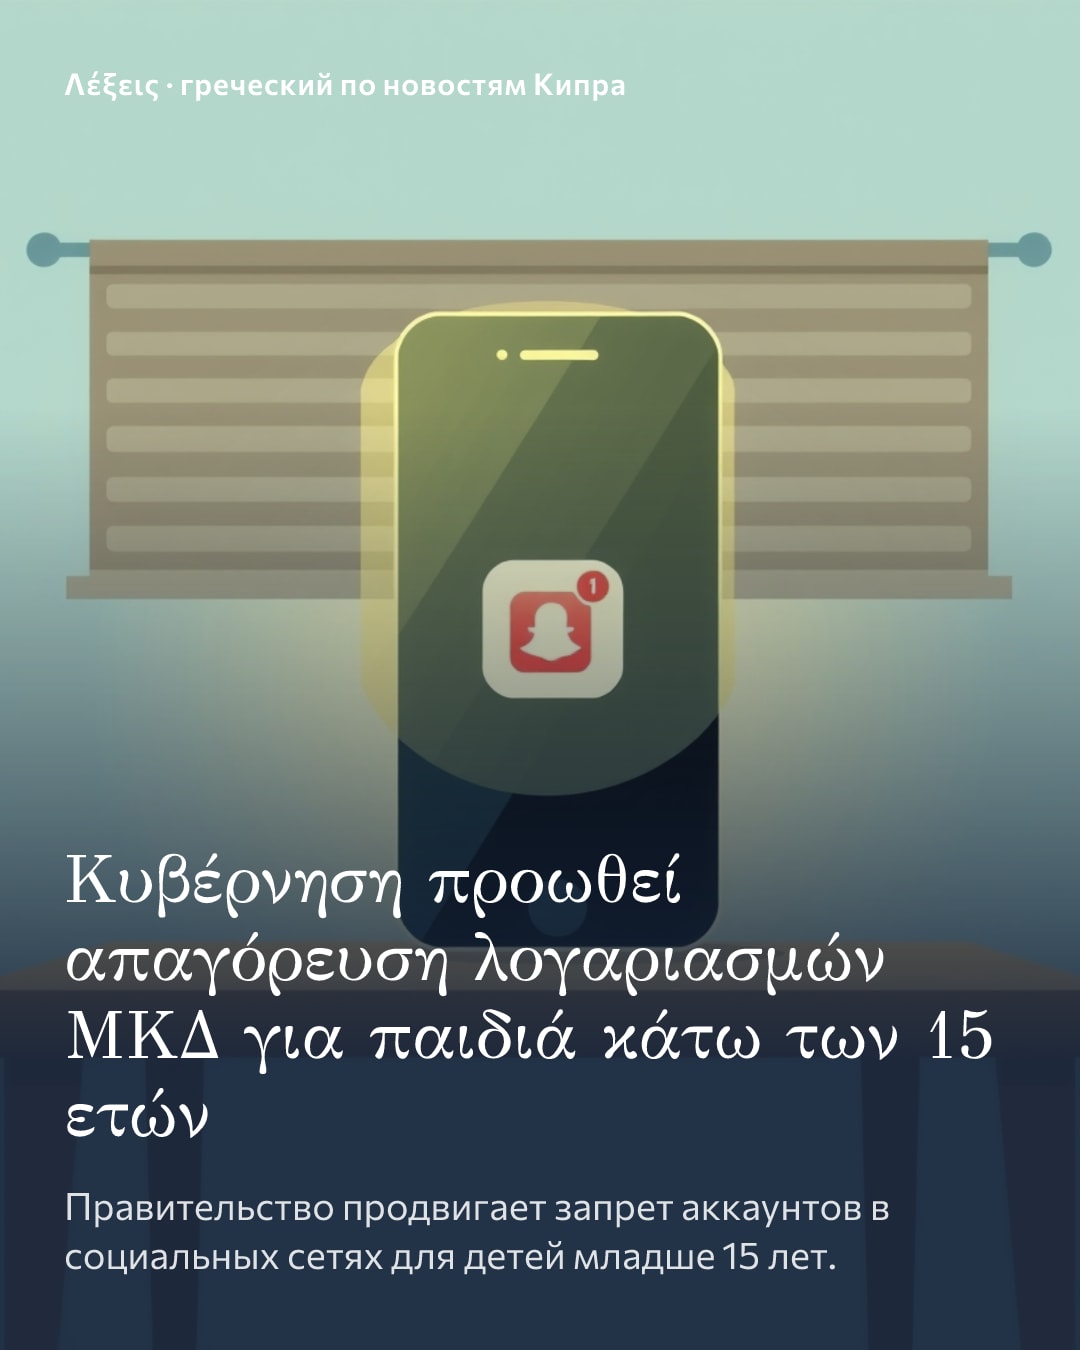 Λέξεις · греческий по новостям Кипра
1
Κυβέρνηση προωθεί
απαγόρευση λογαριασμών
ΜΚΔ για παιδιά κάτω των 15
ετών
Правительство продвигает запрет аккаунтов в
социальных сетях для детей младше 15 лет.